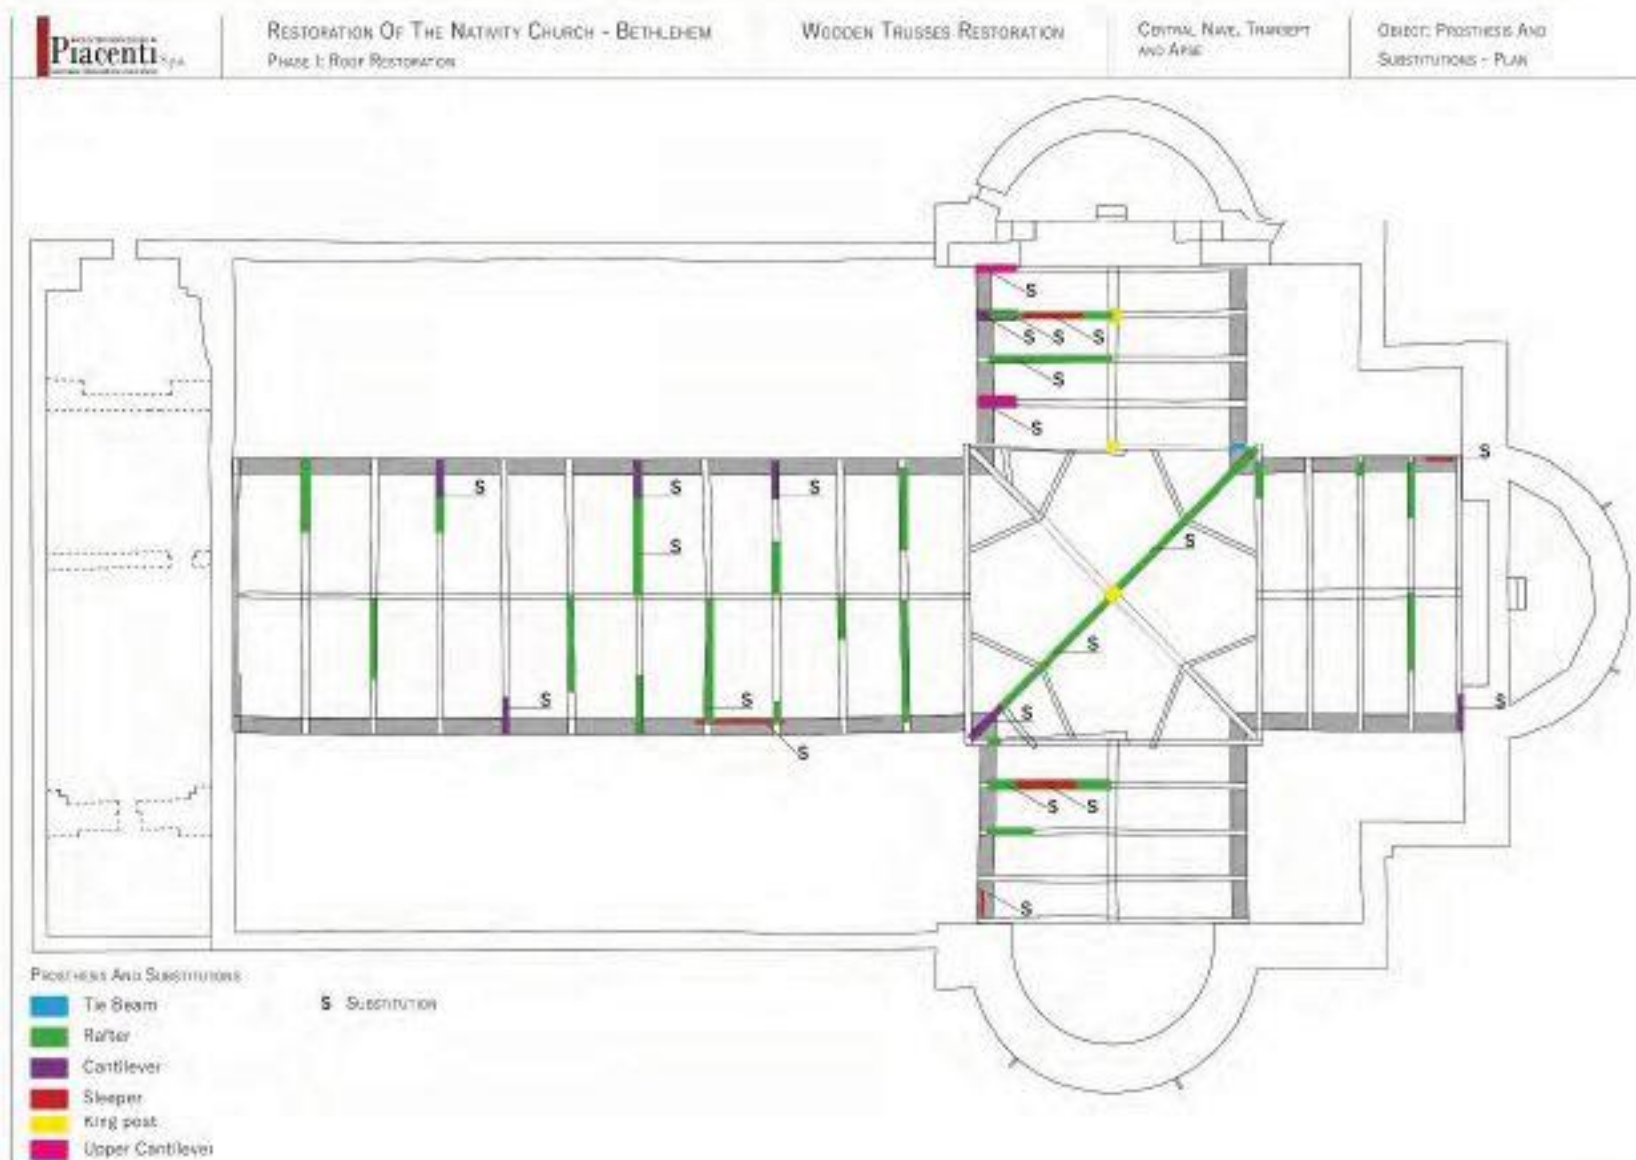 Piacenti Spa
RESTORATION OF THE NATIVITY CHURCH - BETHLEHEM
PHASE I: ROOF RESTORATION
WOODEN TRUSSES RESTORATION
CENTRAL NAVE, TRANSEPT
AND APSE
OBJECT: PROSTHESIS AND
SUBSTITUTIONS - PLAN
S
S S S
S
S
S
S S S
S
S
S
S
S S
S
S
S
S S
S
PROSTHESIS AND SUBSTITUTIONS
Tie Beam
S SUBSTITUTION
Rafter
Cantilever
Sleeper
King post
Upper Cantilever